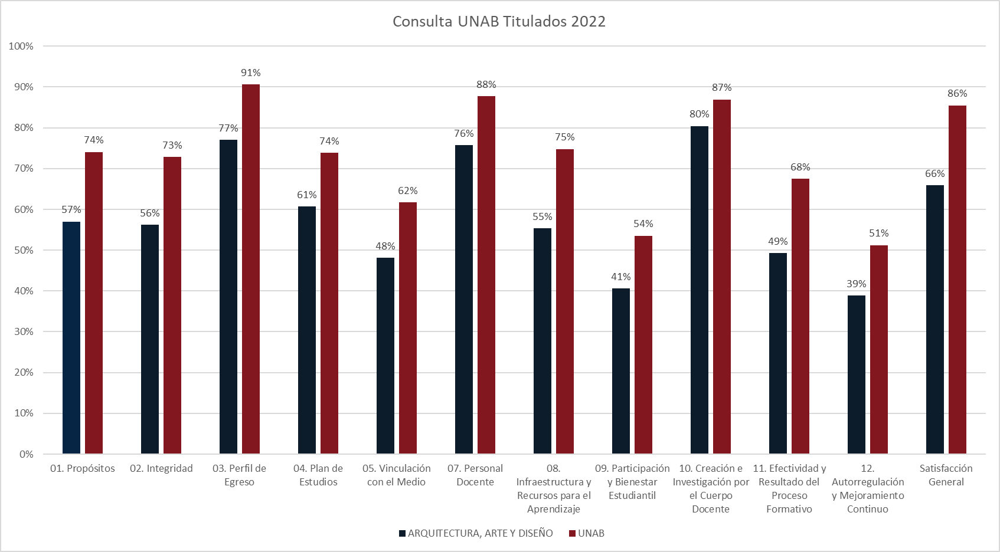 Consulta UNAB Titulados 2022
100%
90%
80%
70%
60%
50%
40%
30%
20%
10%
0%
57%
74%
56%
73%
77%
91%
61%
74%
48%
62%
76%
88%
55%
75%
41%
54%
80%
87%
49%
68%
39%
51%
66%
86%
01. Propósitos
02. Integridad
03. Perfil de
Egreso
04. Plan de
Estudios
05. Vinculación
con el Medio
07. Personal
Docente
08.
Infraestructura y
Recursos para el
Aprendizaje
09. Participación
y Bienestar
Estudiantil
10. Creación e
Investigación por
el Cuerpo
Docente
11. Efectividad y
Resultado del
Proceso
Formativo
12.
Autorregulación
y Mejoramiento
Continuo
Satisfacción
General
ARQUITECTURA, ARTE Y DISEÑO
UNAB